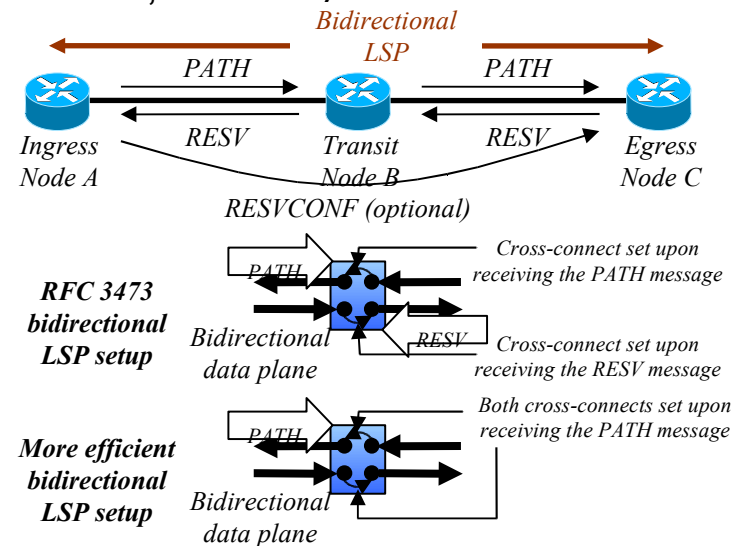 Bidirectional
LSP
PATH
PATH
RESV
RESV
Ingress
Node A
Transit
Node B
Egress
Node C
RESVCONF (optional)
RFC 3473
bidirectional
LSP setup
PATH
Bidirectional
data plane
RESV
Cross-connect set upon
receiving the PATH message
Cross-connect set upon
receiving the RESV message
More efficient
bidirectional
LSP setup
PATH
Bidirectional
data plane
Both cross-connects set upon
receiving the PATH message